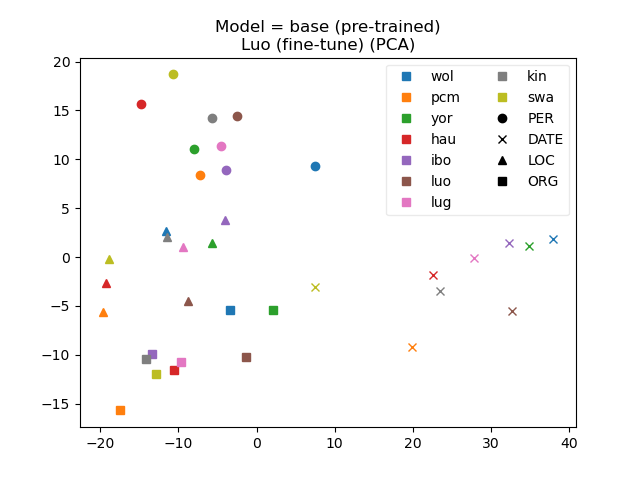 Model = base (pre-trained)
Luo (fine-tune) (PCA)
20
15
10
5
0
−5
−10
−15
−20
−10
0
10
20
30
40
wol
pcm
yor
hau
ibo
luo
lug
kin
swa
PER
DATE
LOC
ORG